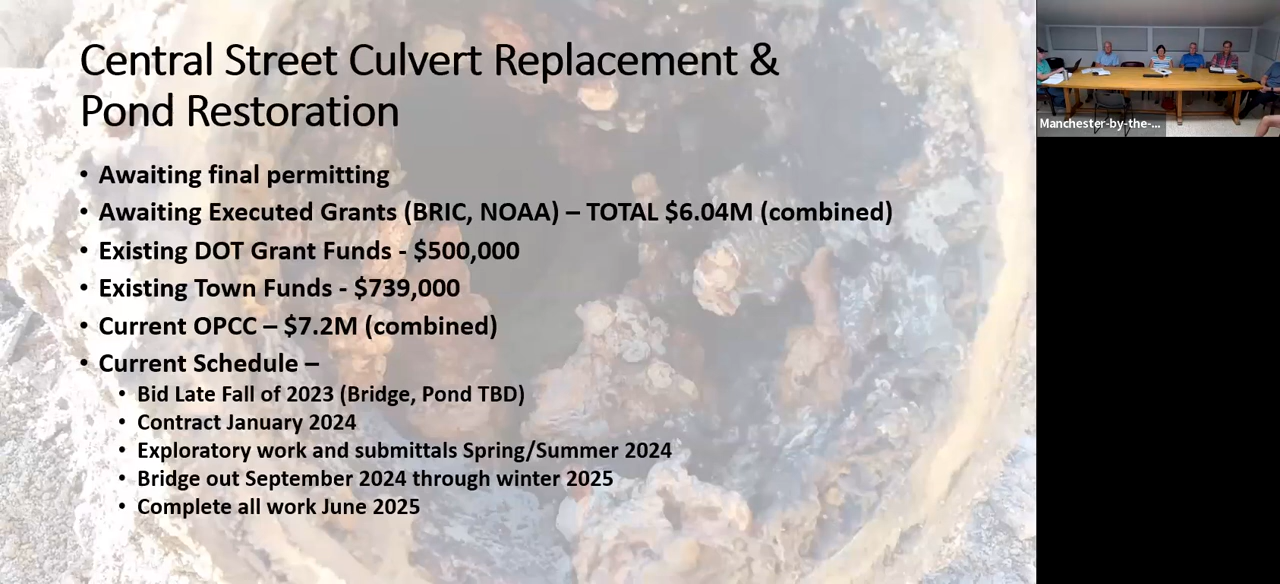 Central Street Culvert Replacement &
Pond Restoration
• Awaiting final permitting
• Awaiting Executed Grants (BRIC, NOAA) – TOTAL $6.04M (combined)
• Existing DOT Grant Funds - $500,000
• Existing Town Funds - $739,000
• Current OPCC – $7.2M (combined)
• Current Schedule –
• Bid Late Fall of 2023 (Bridge, Pond TBD)
• Contract January 2024
• Exploratory work and submittals Spring/Summer 2024
• Bridge out September 2024 through winter 2025
• Complete all work June 2025
Manchester-by-the-...